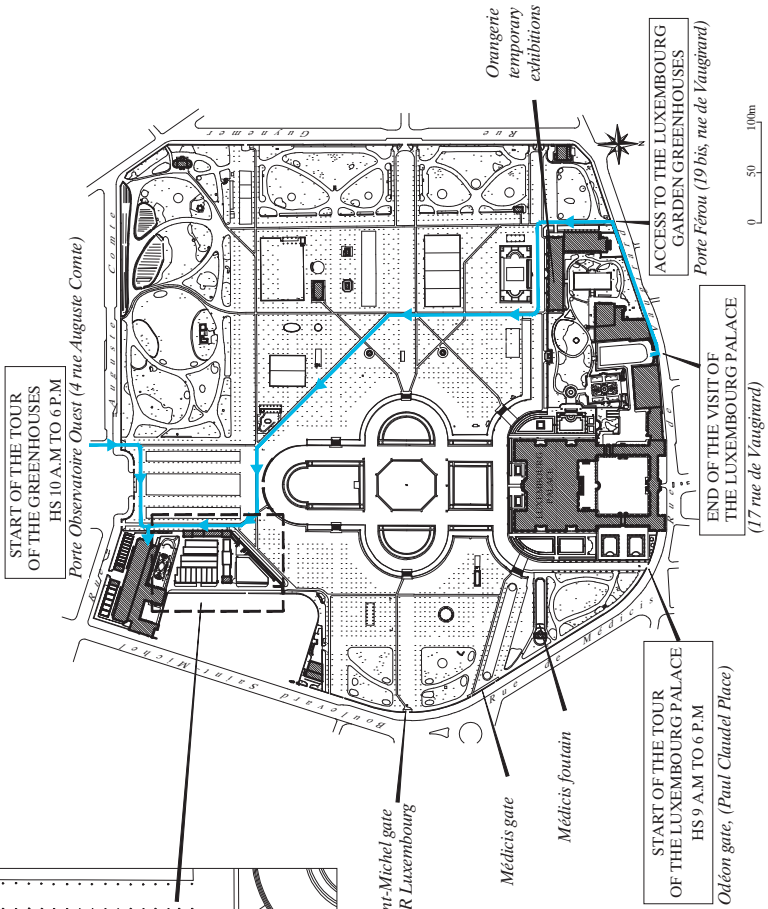 START OF THE TOUR
OF THE GREENHOUSES
HS 10 A.M TO 6 P.M
Porte Observatoire Ouest (4 rue Auguste Comte)
Rue Auguste Comte
Rue Guynemer
Orangerie
temporary
exhibitions
N
ACCESS TO THE LUXEMBOURG
GARDEN GREENHOUSES
Porte Férou (19 bis, rue de Vaugirard)
0 50 100m
END OF THE VISIT OF
THE LUXEMBOURG PALACE
(17 rue de Vaugirard)
Rue de Vaugirard
LUXEMBOURG
PALACE
Boulevard Saint-Michel
Rue de Médicis
nt-Michel gate
R Luxembourg
Médicis gate
Médicis foutain
START OF THE TOUR
OF THE LUXEMBOURG PALACE
HS 9 A.M TO 6 P.M
Odéon gate, (Paul Claudel Place)